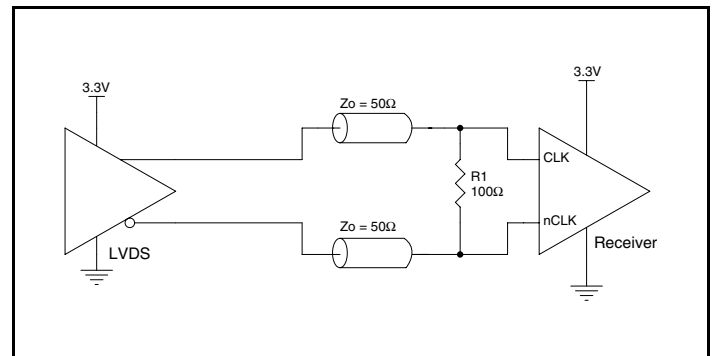 3.3V
Zo = 50Ω
3.3V
CLK
R1
100Ω
nCLK
Zo = 50Ω
LVDS
Receiver